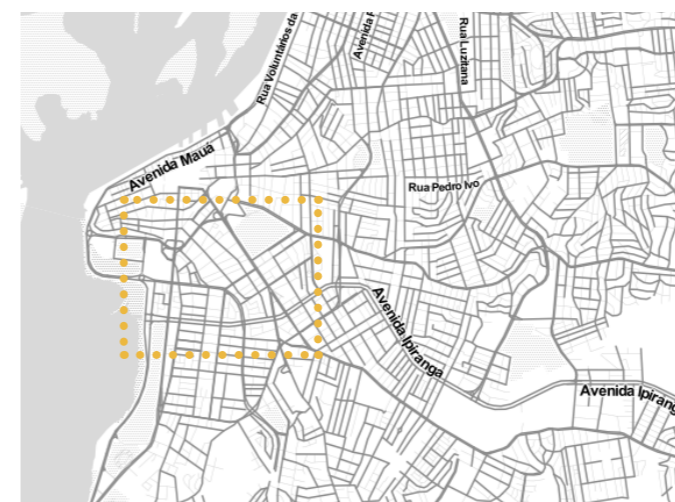 Rua Voluntários da
Avenida
Rua Luzitana
Avenida Mauá
Rua Pedro Ivo
Avenida Ipiranga
Avenida Ipirang